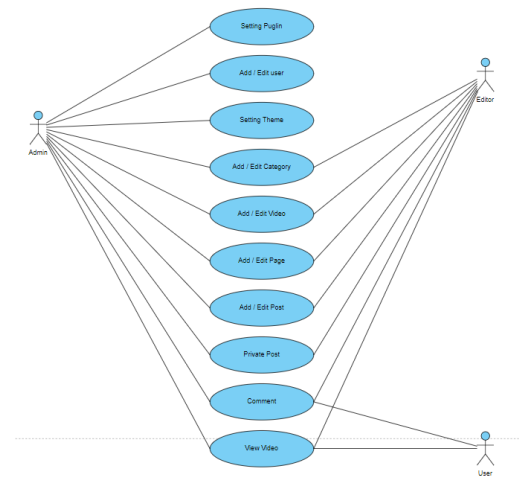 Setting Puglin
Add / Edit user
Editor
Setting Theme
Admin
Add / Edit Category
Add / Edit Video
Add / Edit Page
Add / Edit Post
Private Post
Comment
View Video
User